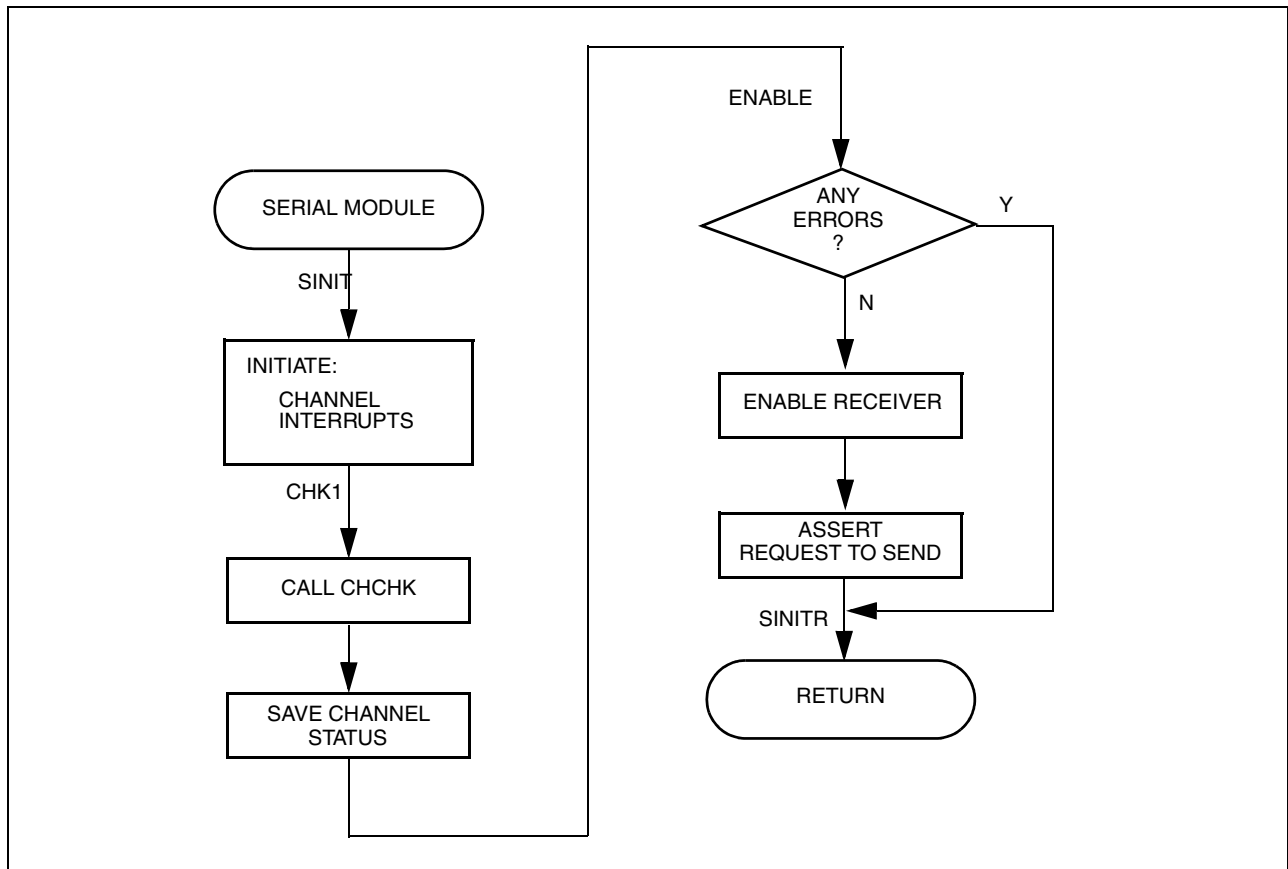 SERIAL MODULE
SINIT
INITIATE:
CHANNEL
INTERRUPTS
CHK1
CALL CHCHK
SAVE CHANNEL
STATUS
ENABLE
ANY
ERRORS
?
Y
N
ENABLE RECEIVER
ASSERT
REQUEST TO SEND
SINITR
RETURN